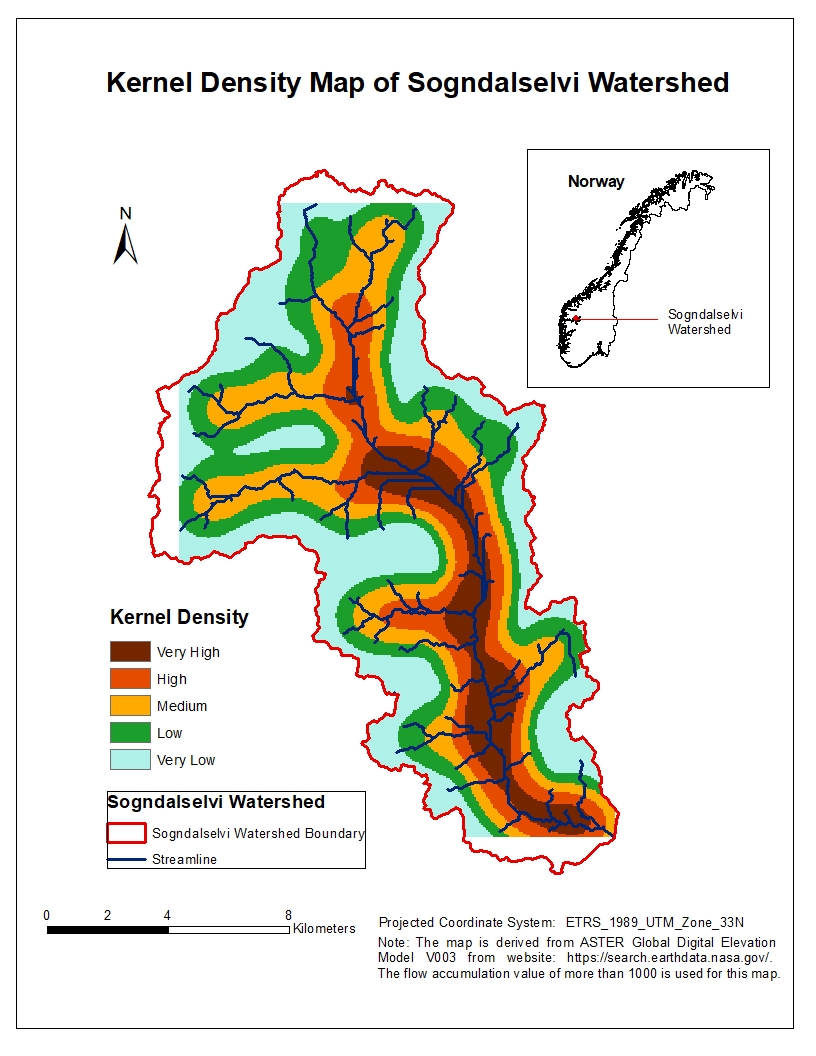 Kernel Density Map of Sogndalselvi Watershed
N
Norway
Sogndalselvi
Watershed
Kernel Density
Very High
High
Medium
Low
Very Low
Sogndalselvi Watershed
Sogndalselvi Watershed Boundary
Streamline
0 2 4 8
Kilometers
Projected Coordinate System: ETRS_1989_UTM_Zone_33N
Note: The map is derived from ASTER Global Digital Elevation
Model V003 from website: https://search.earthdata.nasa.gov/.
The flow accumulation value of more than 1000 is used for this map.